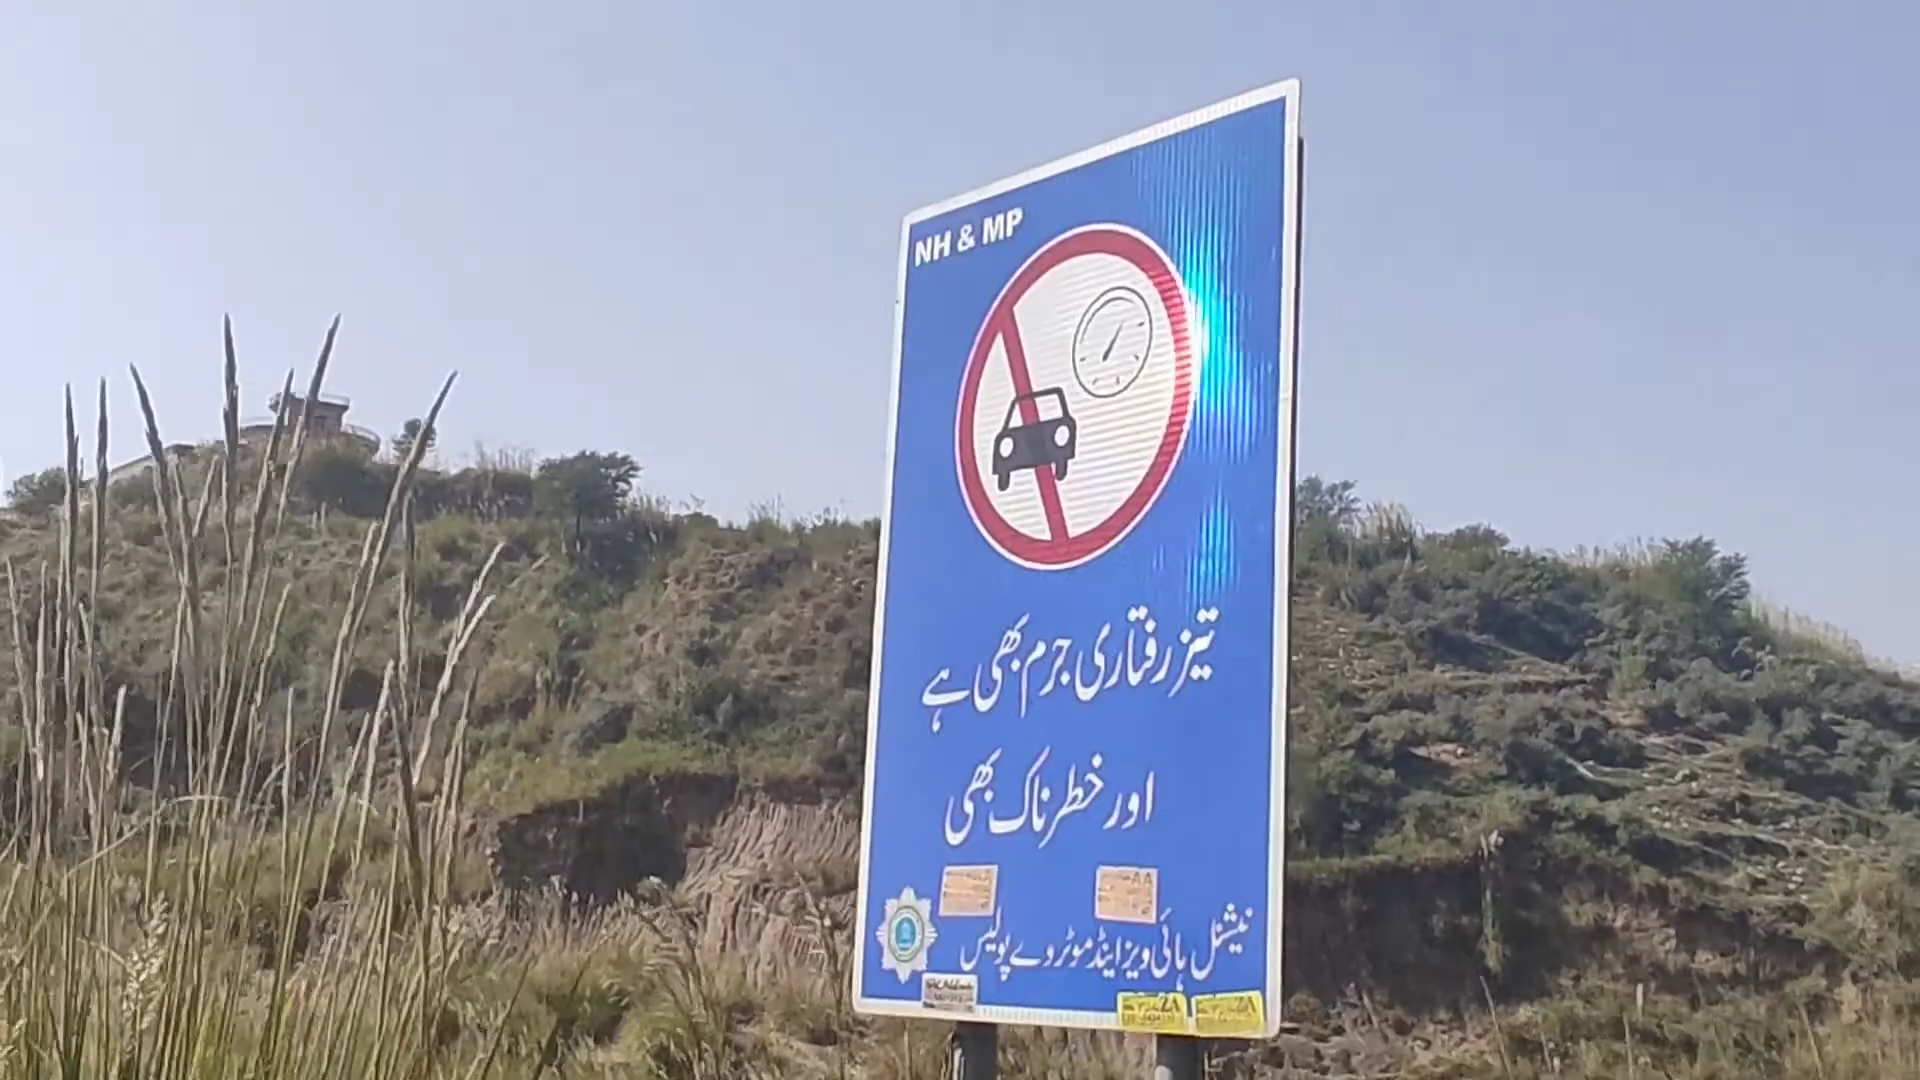 NH & MP
تیز رفتاری جرم بھی ہے
اور خطرناک بھی
نیشنل ہائی ویز اینڈ موٹروے پولیس